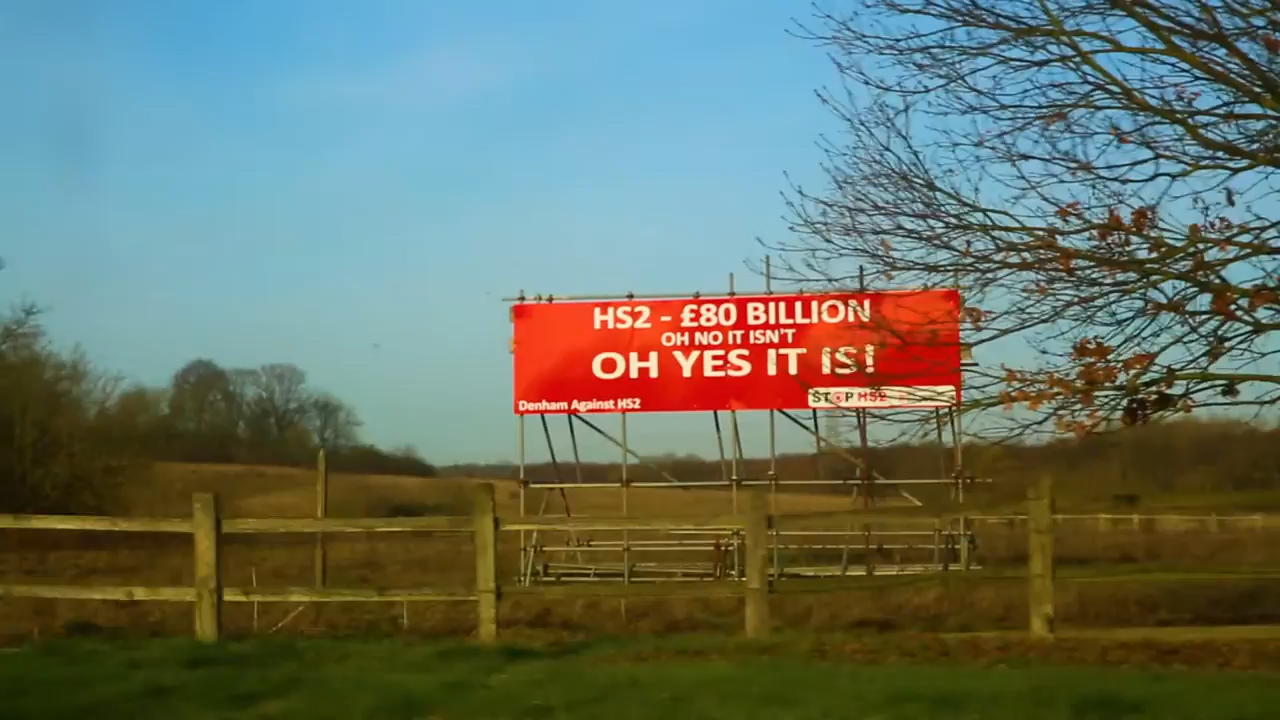 HS2 - £80 BILLION
OH NO IT ISN'T
OH YES IT IS!
Denham Against HS2
STOP HS2